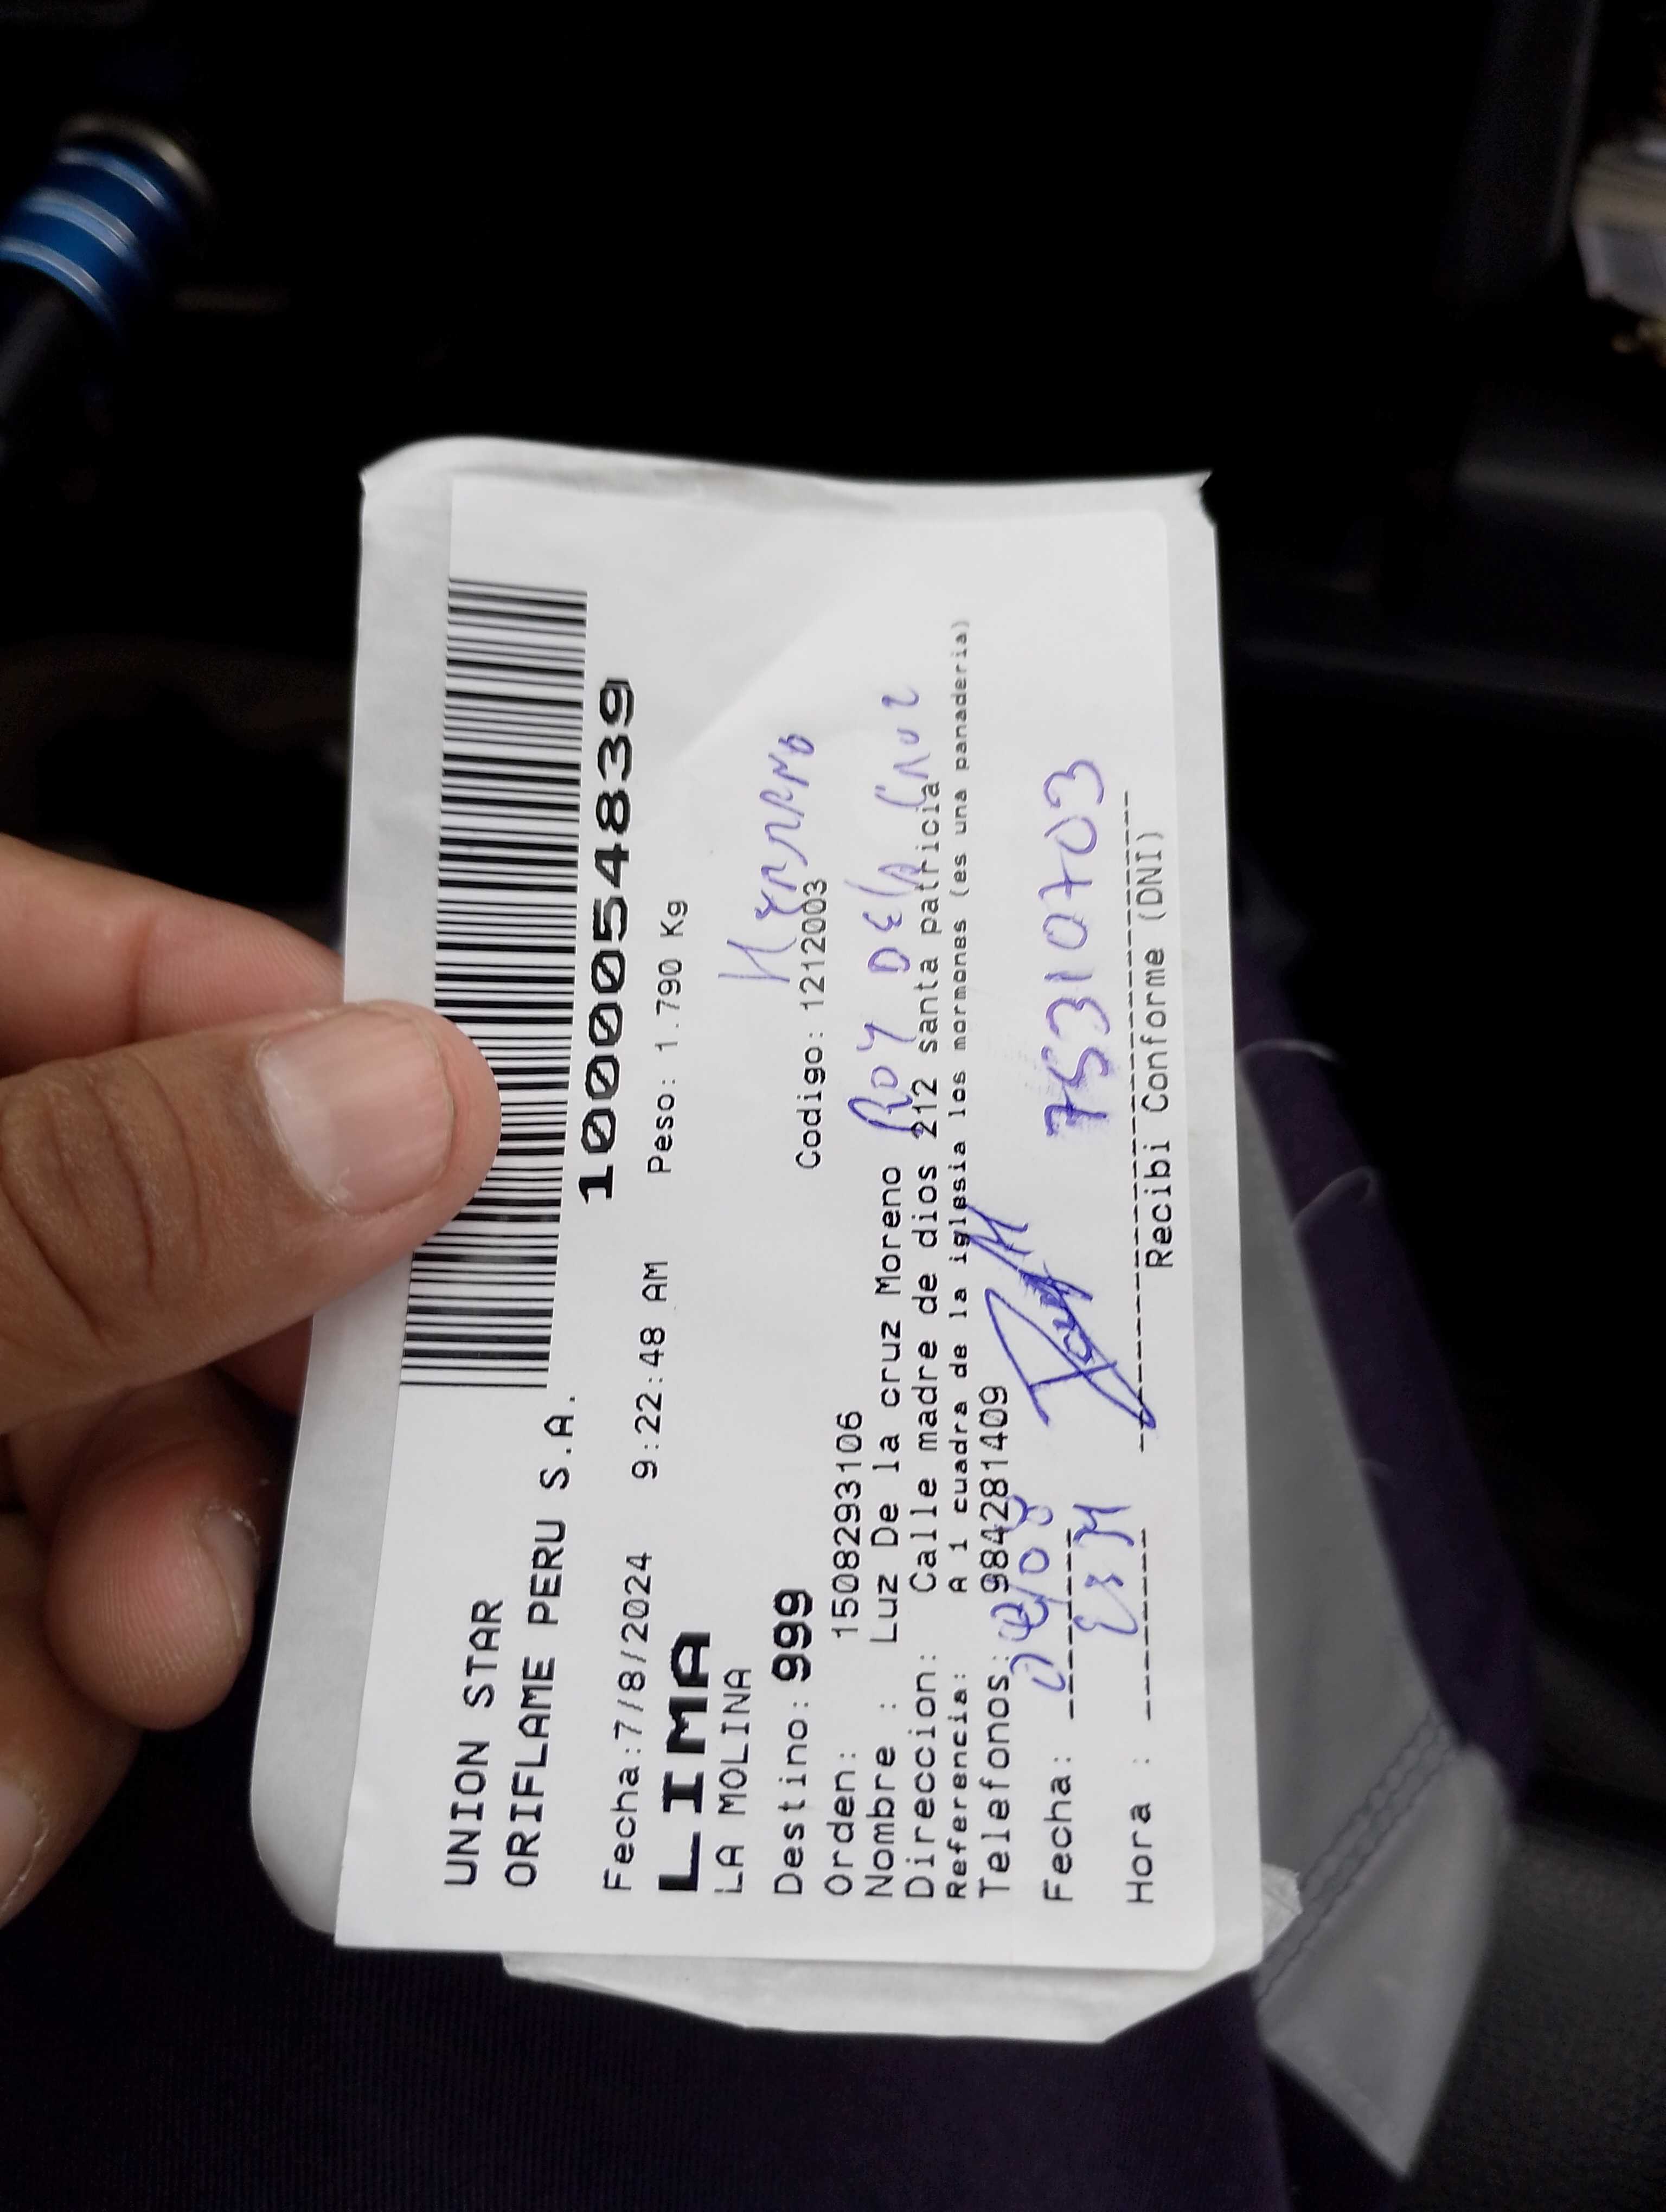 UNION STAR
ORIFLAME PERU S.A.
1000054839
Fecha:7/8/2024 9:22:48 AM Peso: 1.790 Kg
LIMA
LA MOLINA
Destino: 999
Codigo: 1212003
Orden: 1508293106
Nombre : Luz De la cruz Moreno
ROY DE LA CRUZ
Direccion: Calle madre de dios 212 santa patricia
Referencia: A 1 cuadra de la iglesia los mormones (es una panaderia)
Telefonos: 984281409
Fecha:
75310703
Hora :
Recibi Conforme (DNI)